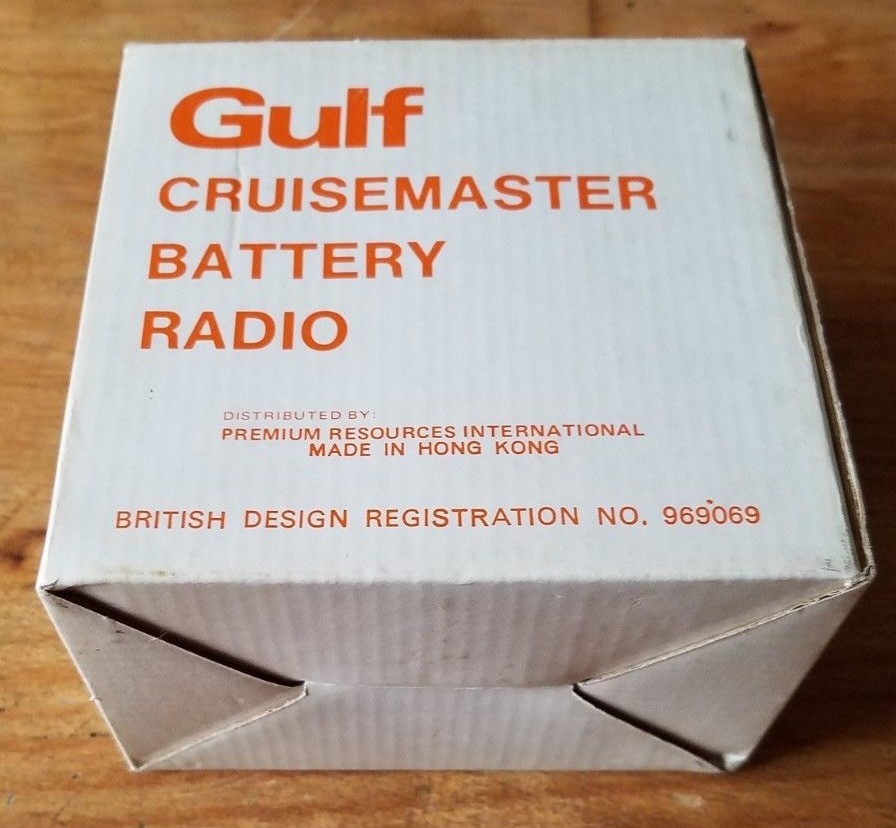 Gulf
CRUISEMASTER
BATTERY
RADIO
DISTRIBUTED BY:
PREMIUM RESOURCES INTERNATIONAL
MADE IN HONG KONG
BRITISH DESIGN REGISTRATION NO. 969069